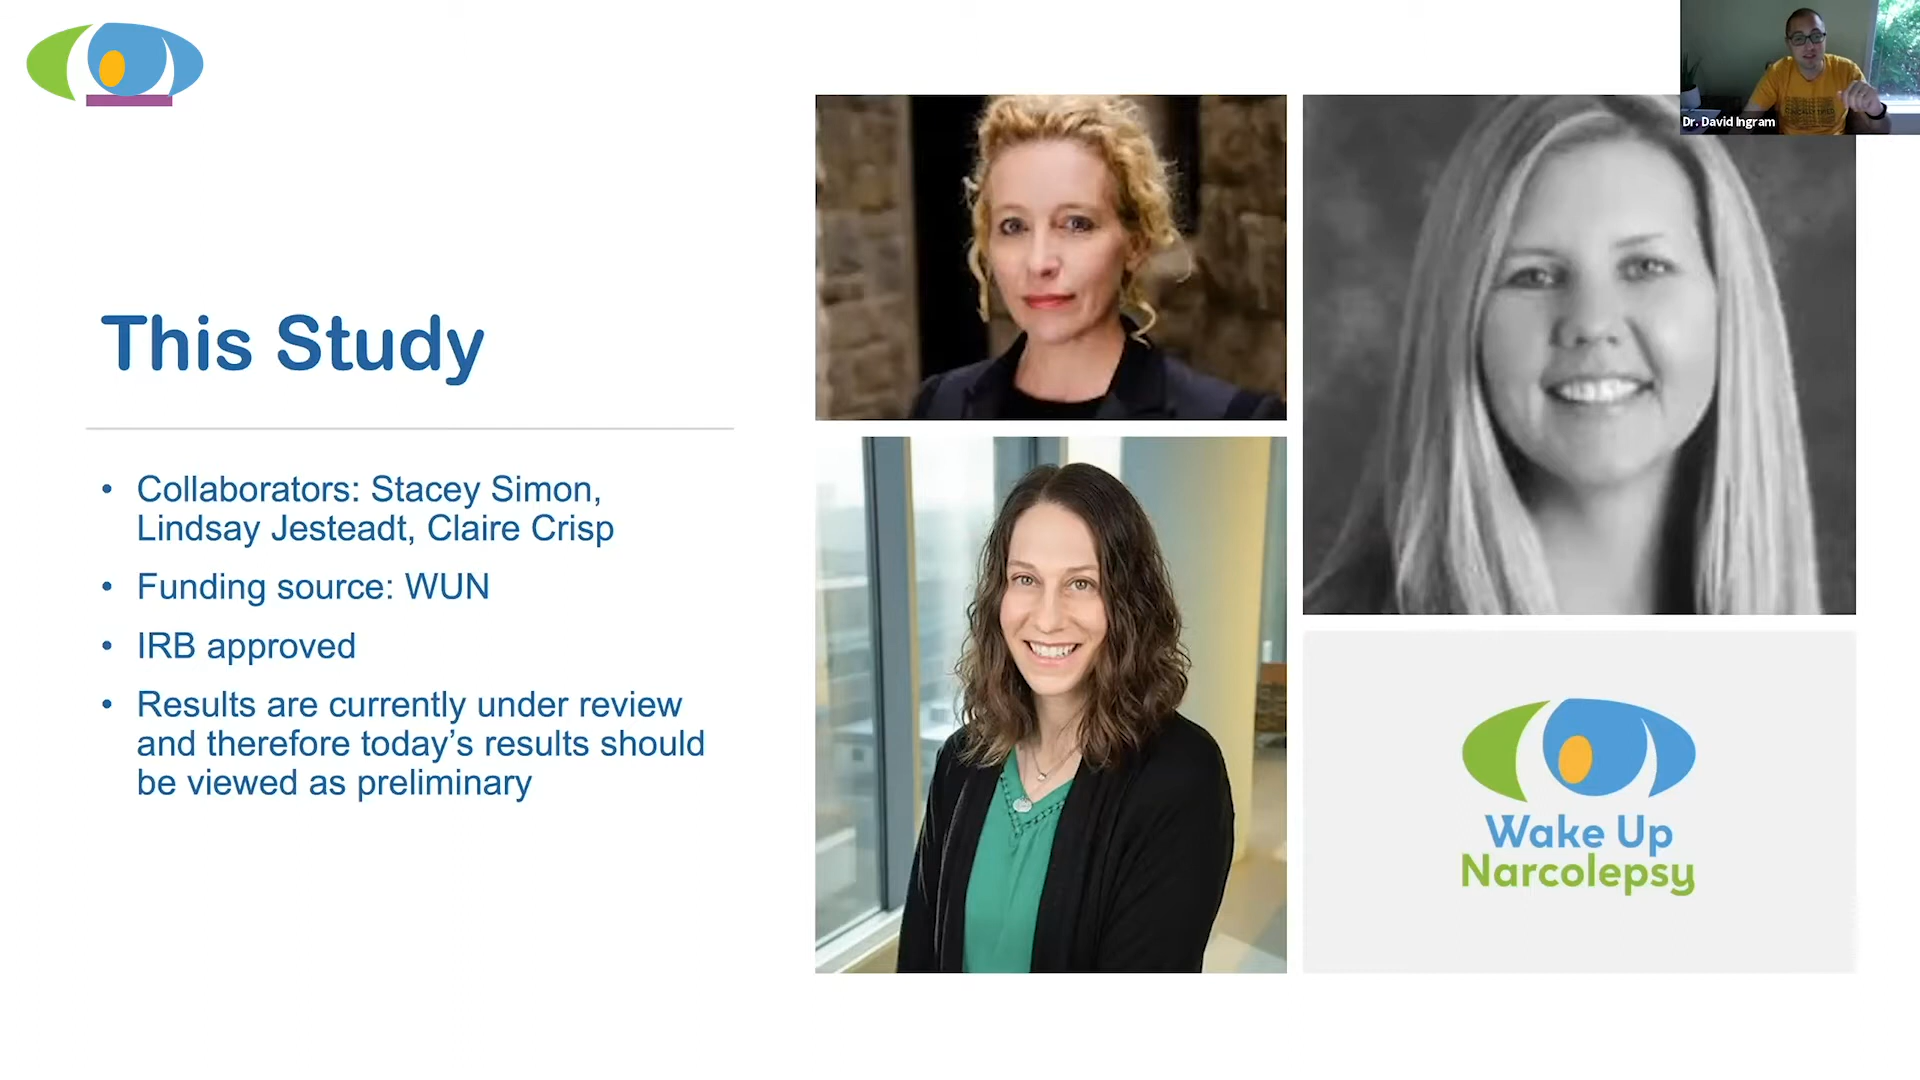 Dr. David Ingram
This Study
• Collaborators: Stacey Simon,
Lindsay Jesteadt, Claire Crisp
• Funding source: WUN
• IRB approved
• Results are currently under review
and therefore today’s results should
be viewed as preliminary
Wake Up
Narcolepsy